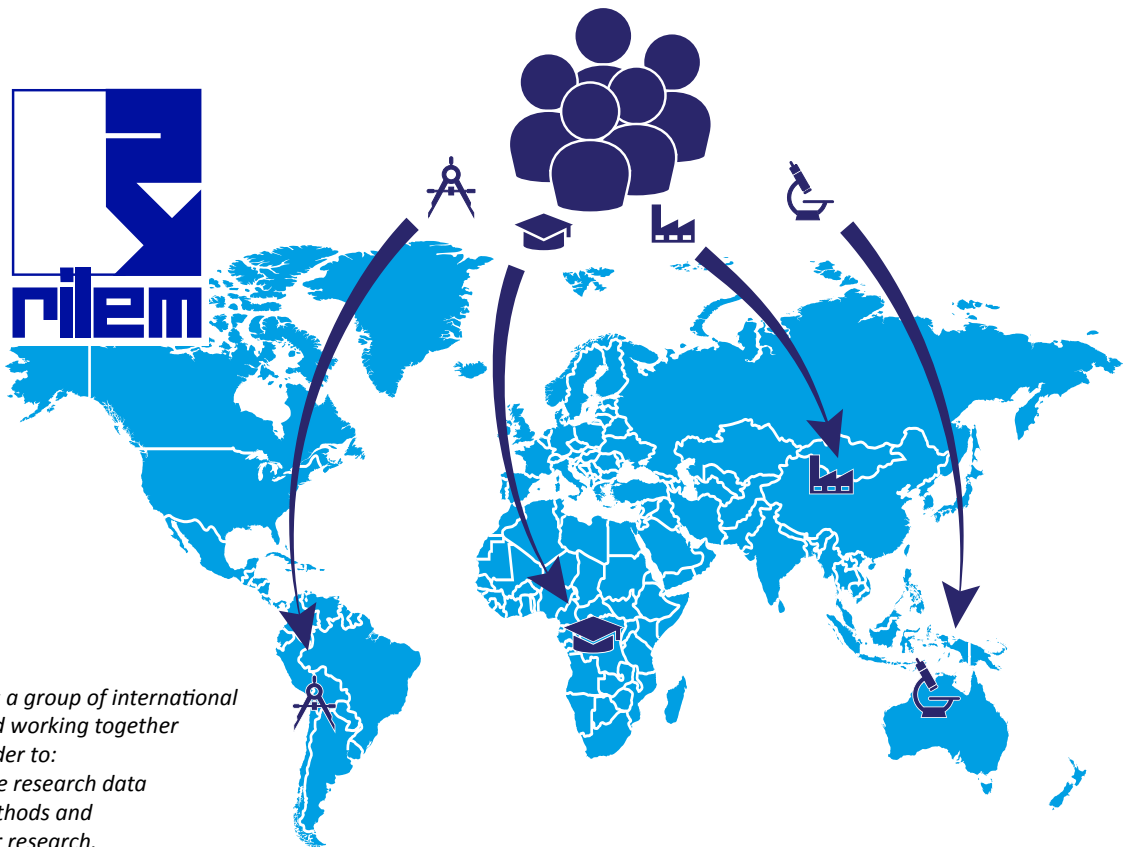 rilem
a group of international
d working together
der to:
e research data
thods and
r research.